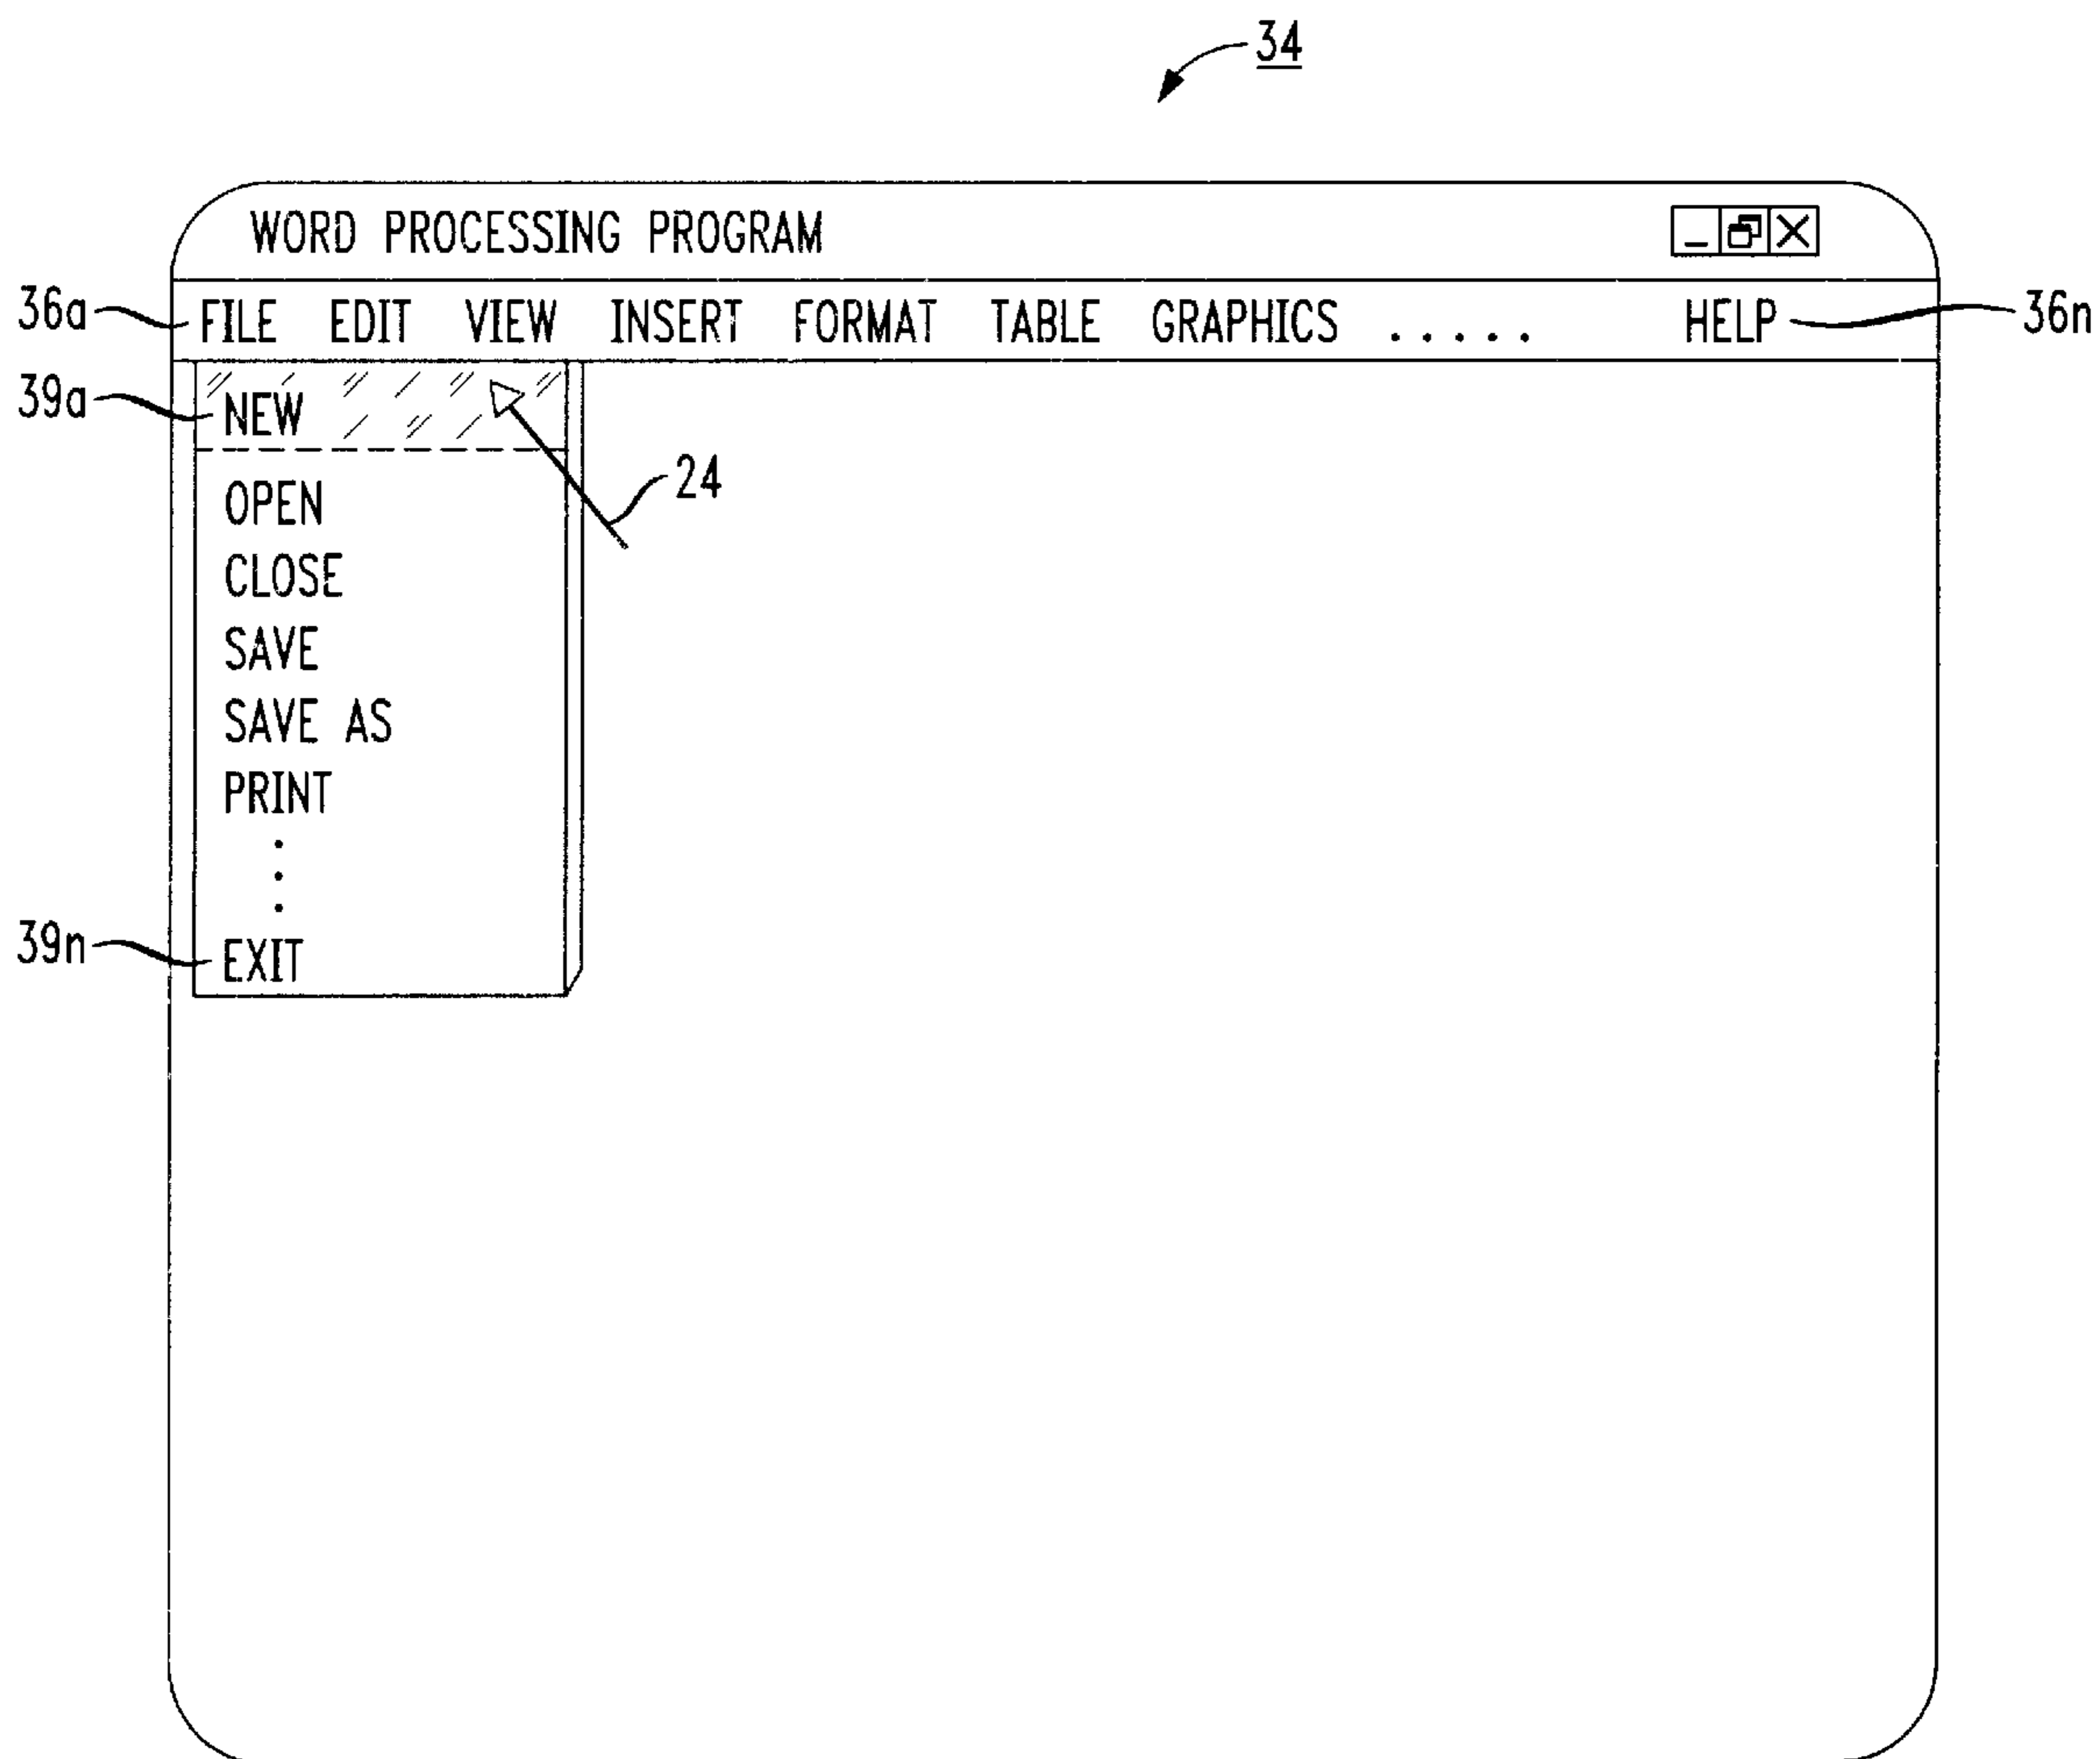 34
WORD PROCESSING PROGRAM
36a FILE EDIT VIEW INSERT FORMAT TABLE GRAPHICS ..... HELP 36n
39a NEW
24
OPEN
CLOSE
SAVE
SAVE AS
PRINT
39n EXIT